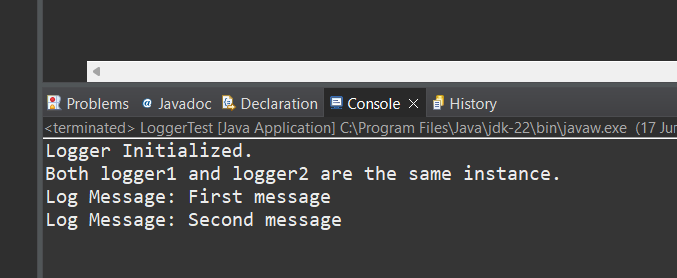 Problems Javadoc Declaration Console History
<terminated> LoggerTest [Java Application] C:\Program Files\Java\jdk-22\bin\javaw.exe (17 Jun
Logger Initialized.
Both logger1 and logger2 are the same instance.
Log Message: First message
Log Message: Second message